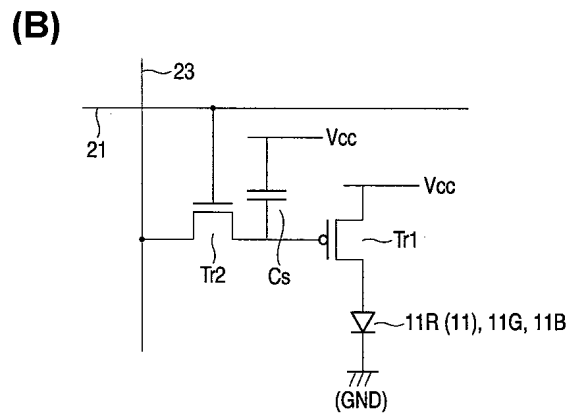 (B)
23
21
Vcc
Vcc
Tr1
Tr2
Cs
11R (11), 11G, 11B
(GND)